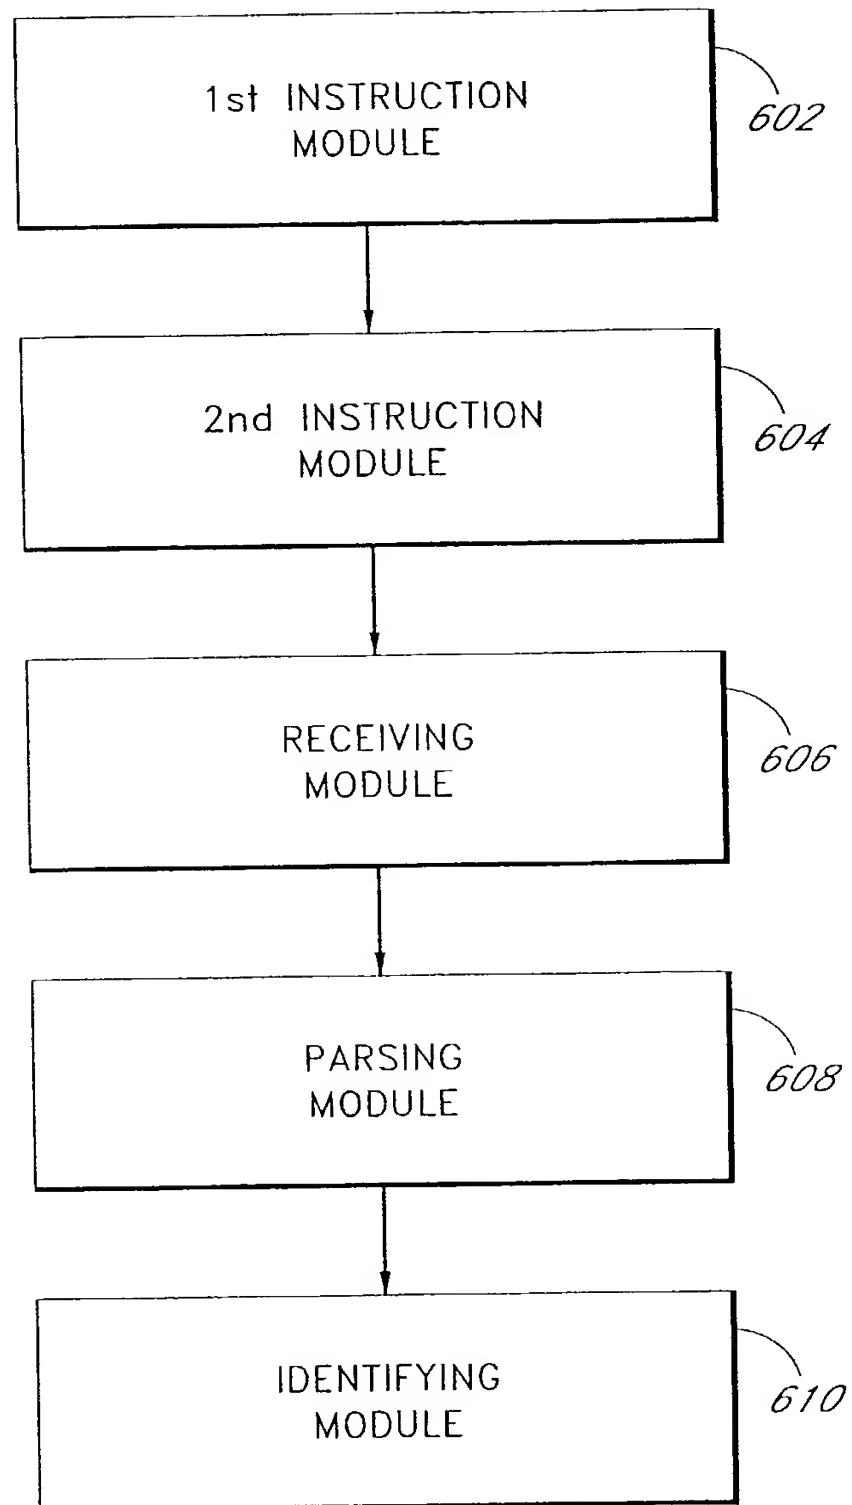 1st INSTRUCTION
MODULE
602
2nd INSTRUCTION
MODULE
604
RECEIVING
MODULE
606
PARSING
MODULE
608
IDENTIFYING
MODULE
610